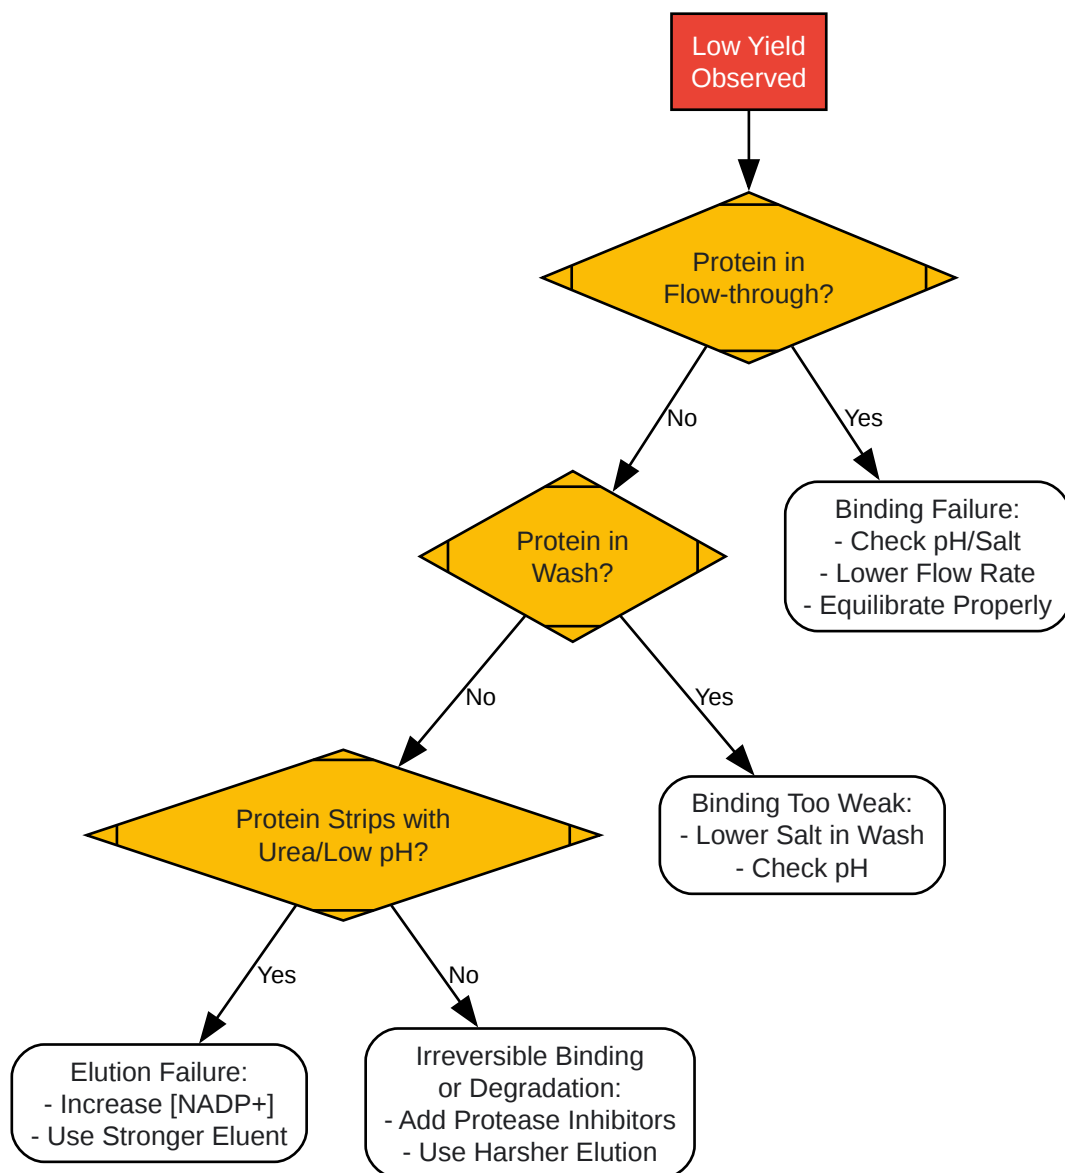 Low Yield
Observed
Protein in
Flow-through?
No
Yes
Protein in
Wash?
Binding Failure:
- Check pH/Salt
- Lower Flow Rate
- Equilibrate Properly
No
Yes
Protein Strips with
Urea/Low pH?
Binding Too Weak:
- Lower Salt in Wash
- Check pH
Yes
No
Elution Failure:
- Increase [NADP+]
- Use Stronger Eluent
Irreversible Binding
or Degradation:
- Add Protease Inhibitors
- Use Harsher Elution